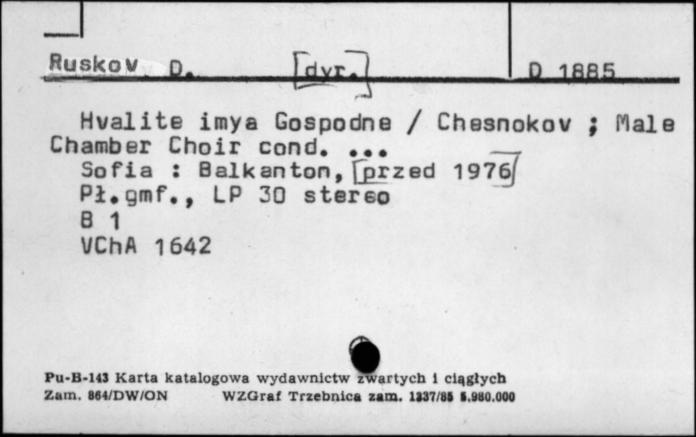 Ruskov D. [dyr.] D 1885
Hvalite imya Gospodne / Chesnokov ; Male
Chamber Choir cond. ...
Sofia : Balkanton, [przed 1976]
Pł.gmf., LP 30 stereo
B 1
VChA 1642
Pu-B-143 Karta katalogowa wydawnictw zwartych i ciągłych
Zam. 864/DW/ON WZGraf Trzebnica zam. 1337/85 5.980.000